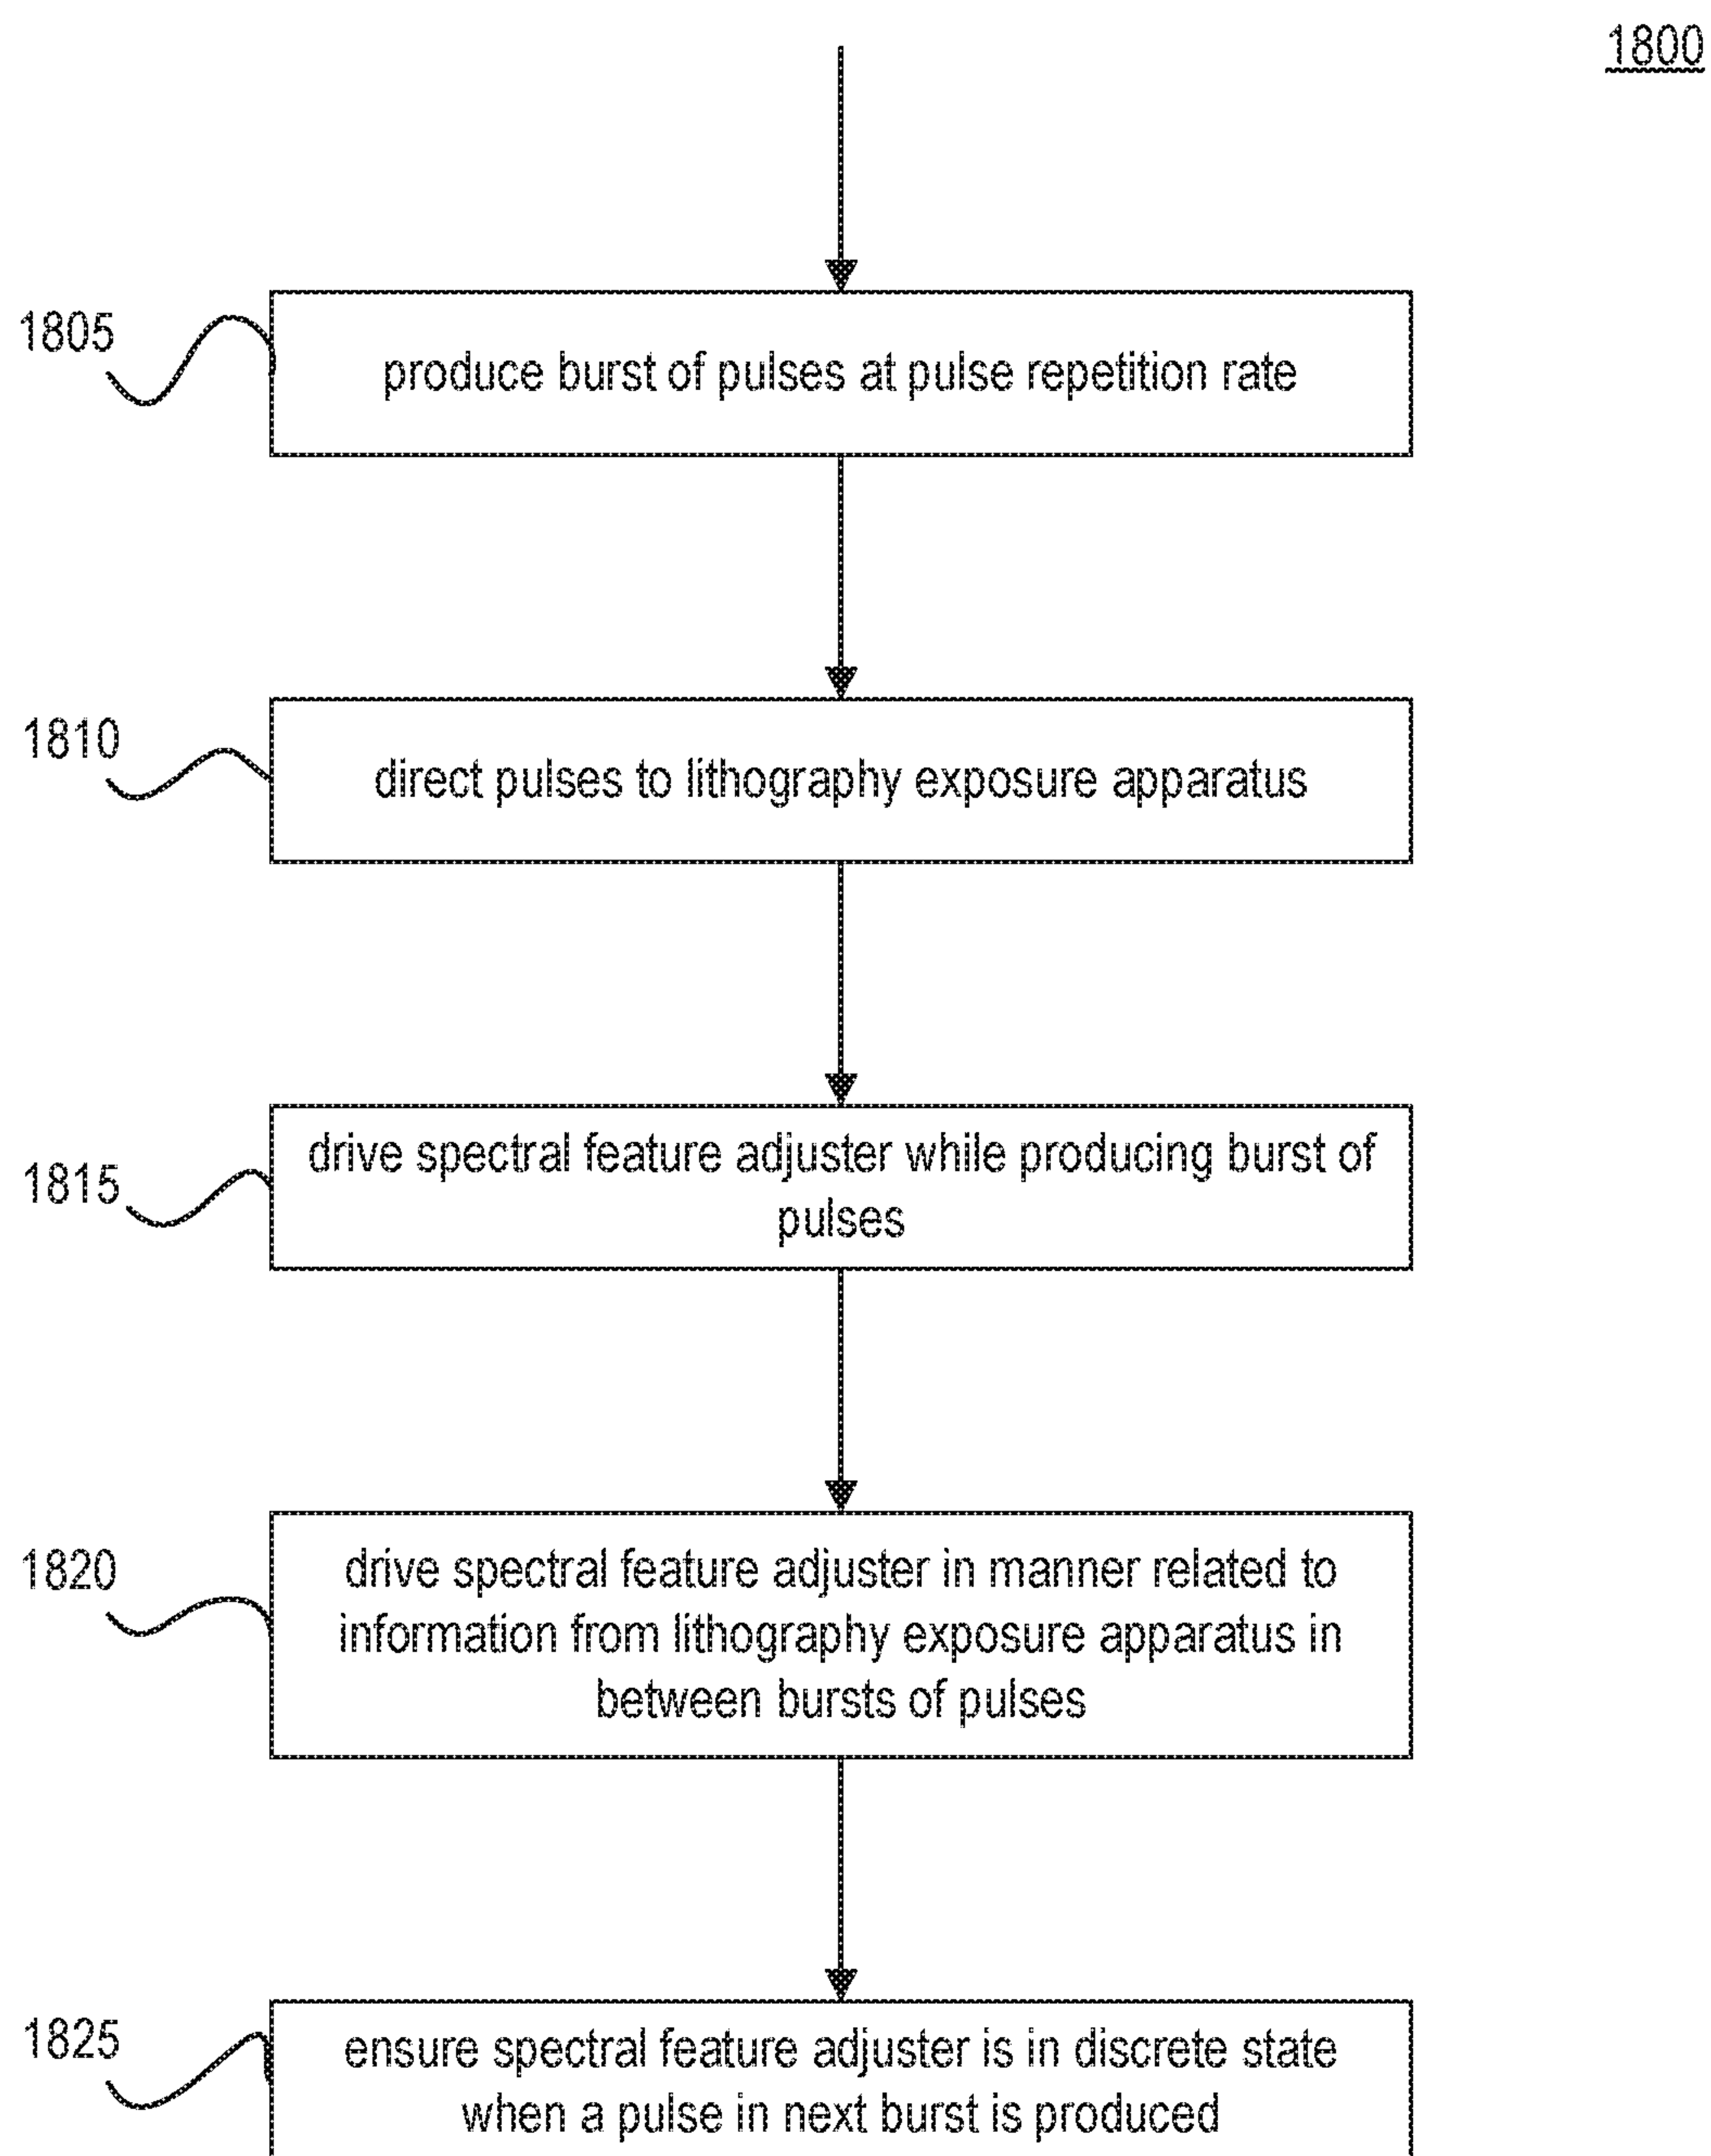 1800
1805
produce burst of pulses at pulse repetition rate
1810
direct pulses to lithography exposure apparatus
1815
drive spectral feature adjuster while producing burst of
pulses
1820
drive spectral feature adjuster in manner related to
information from lithography exposure apparatus in
between bursts of pulses
1825
ensure spectral feature adjuster is in discrete state
when a pulse in next burst is produced